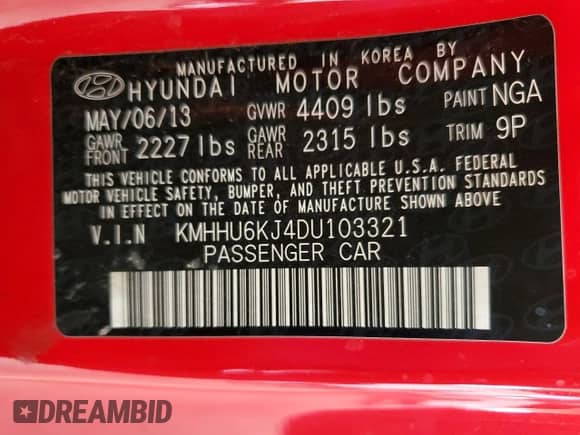 MANUFACTURED IN KOREA BY
HYUNDAI MOTOR COMPANY
MAY/06/13 GVWR 4409 lbs PAINT NGA
GAWR FRONT 2227 lbs GAWR REAR 2315 lbs TRIM 9P
THIS VEHICLE CONFORMS TO ALL APPLICABLE U.S.A. FEDERAL
MOTOR VEHICLE SAFETY, BUMPER, AND THEFT PREVENTION STANDARDS
IN EFFECT ON THE DATE OF MANUFACTURE SHOWN ABOVE
V.I.N KMHHU6KJ4DU103321
PASSENGER CAR
DREAMBID